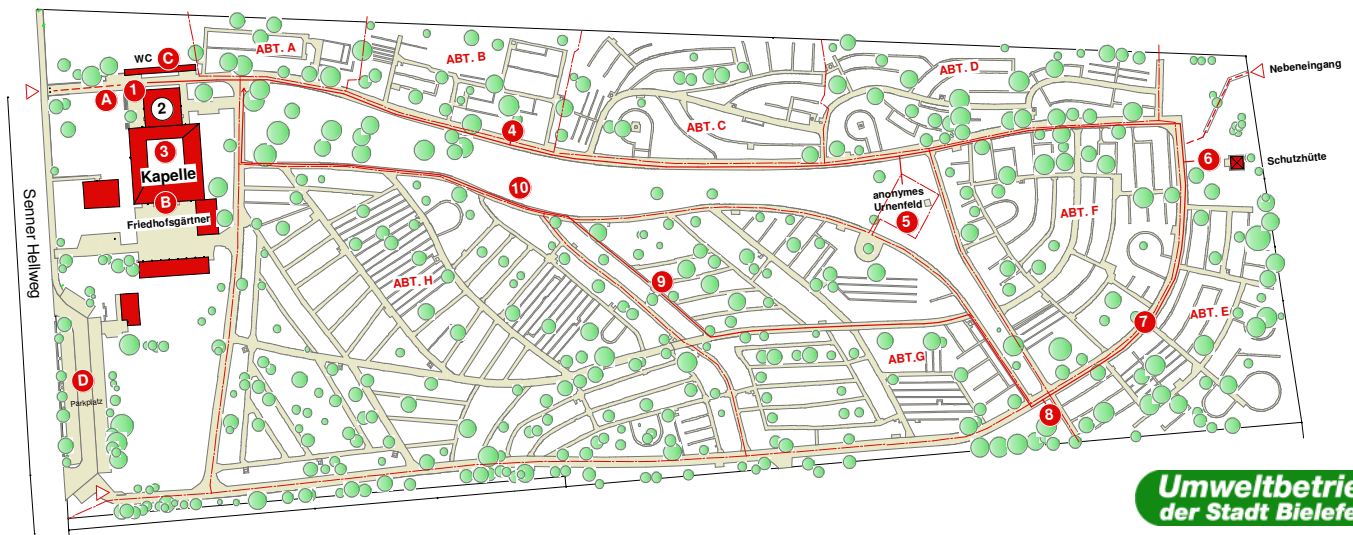 ABT. A
ABT. B
WC
C
ABT. D
Nebeneingang
A
1
2
4
ABT. C
3
Kapelle
6
Schutzhütte
10
anonymes
Urnenfeld
5
B
Friedhofsgärtner
ABT. F
Senner Hellweg
ABT. H
9
ABT. E
7
ABT.G
D
Parkplatz
8
Umweltbetrie
der Stadt Bielefe